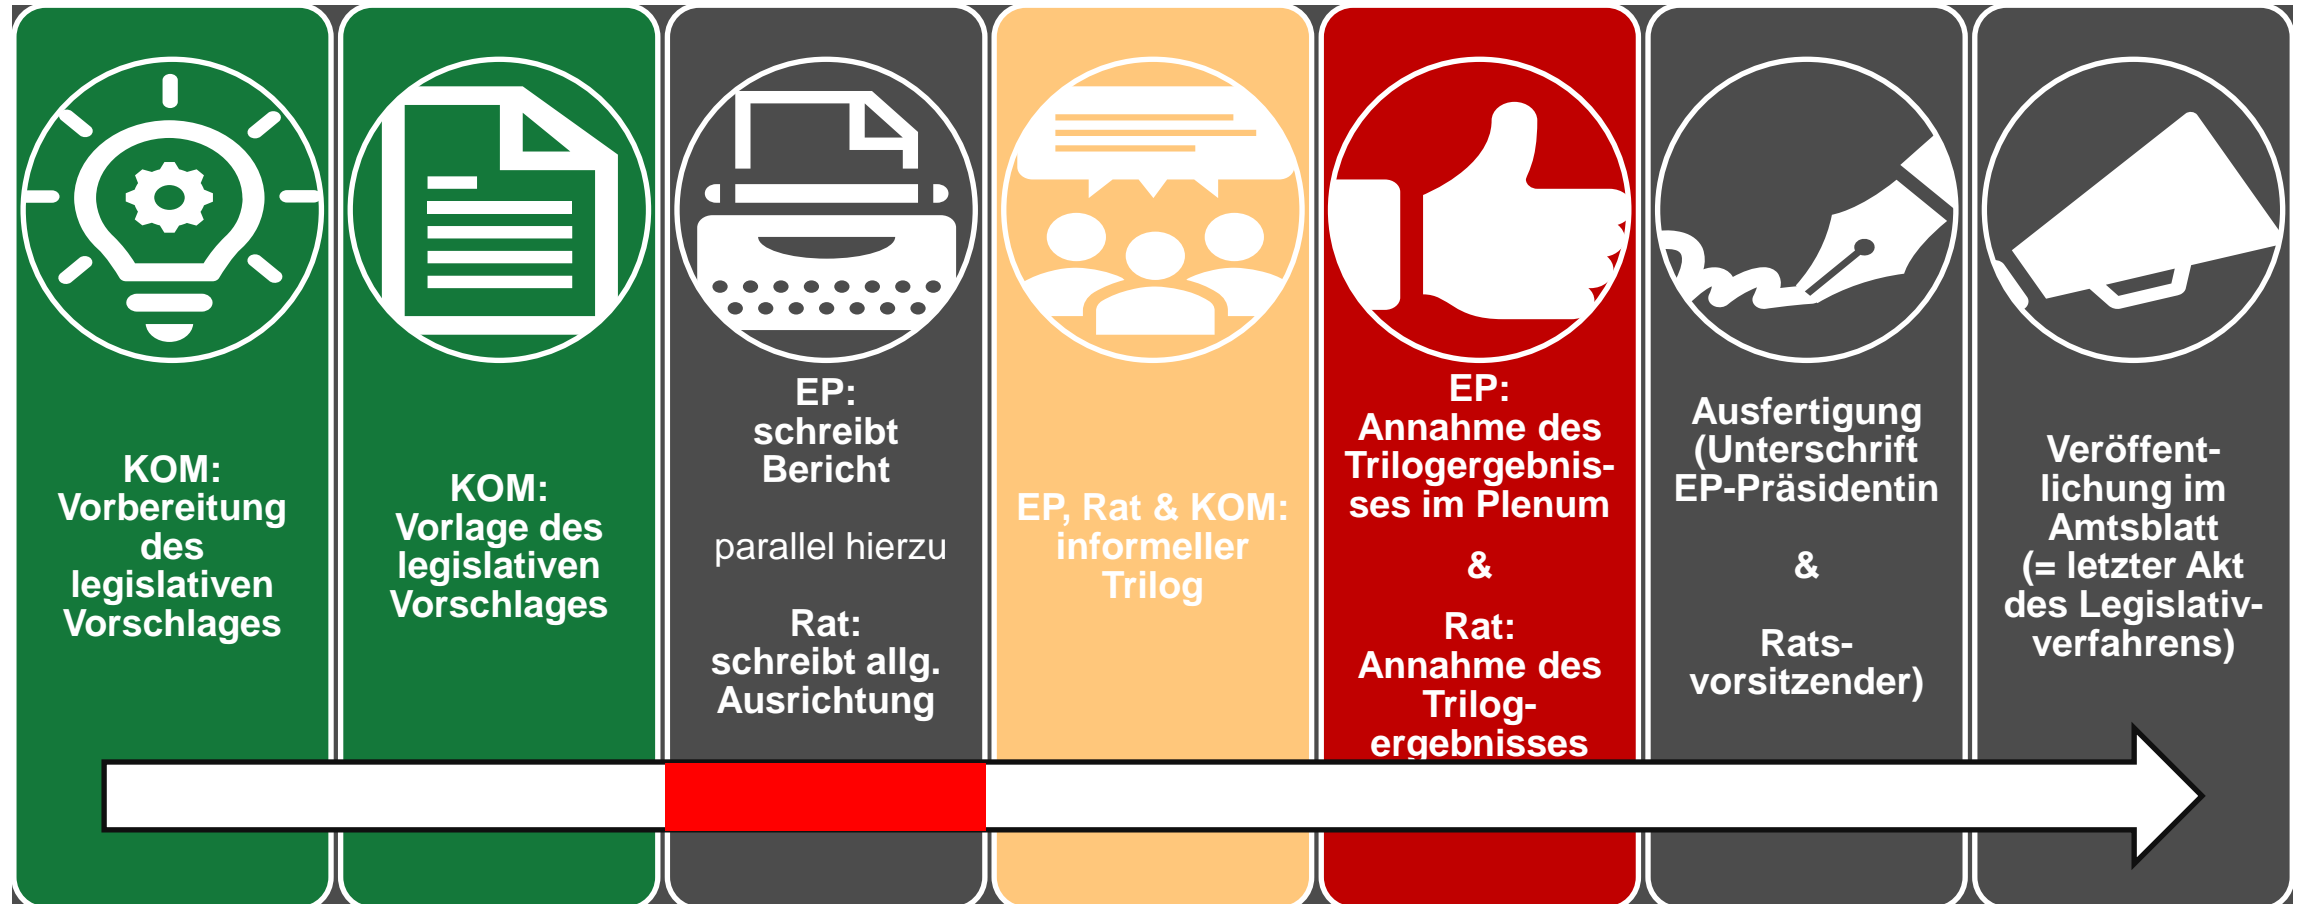 KOM:
Vorbereitung
des
legislativen
Vorschlages
KOM:
Vorlage des
legislativen
Vorschlages
EP:
schreibt
Bericht
parallel hierzu
Rat:
schreibt allg.
Ausrichtung
EP, Rat & KOM:
informeller
Trilog
EP:
Annahme des
Trilogergebnis-
ses im Plenum
&
Rat:
Annahme des
Trilog-
ergebnisses
Ausfertigung
(Unterschrift
EP-Präsidentin
&
Rats-
vorsitzender)
Veröffent-
lichung im
Amtsblatt
(= letzter Akt
des Legislativ-
verfahrens)